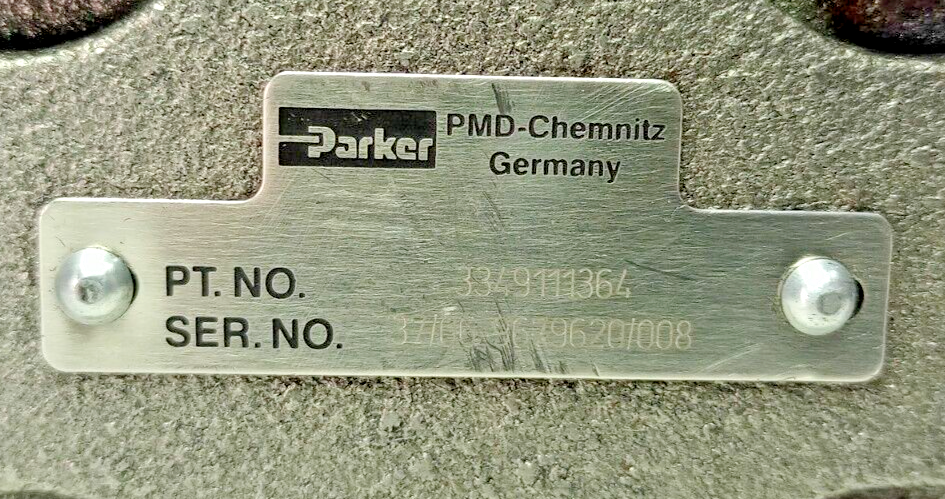 Parker PMD-Chemnitz
Germany
PT. NO. 3349111364
SER. NO.